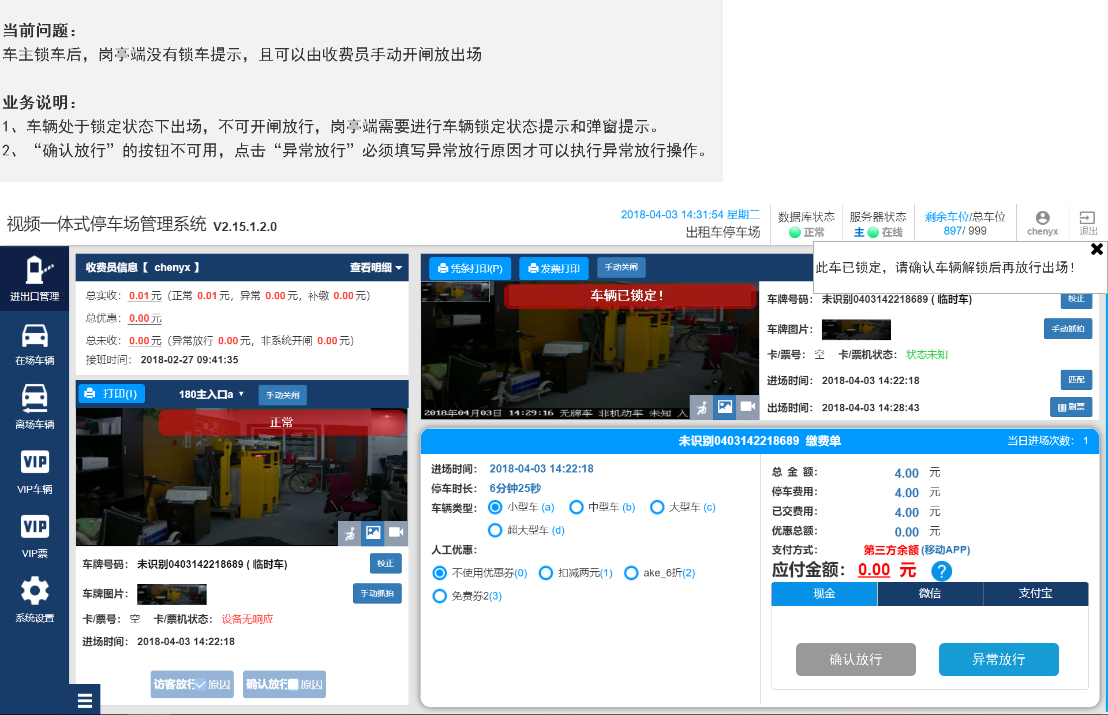 当前问题：
车主锁车后，岗亭端没有锁车提示，且可以由收费员手动开闸放出场
业务说明：
1、车辆处于锁定状态下出场，不可开闸放行，岗亭端需要进行车辆锁定状态提示和弹窗提示。
2、“确认放行”的按钮不可用，点击“异常放行”必须填写异常放行原因才可以执行异常放行操作。
视频一体式停车场管理系统 V2.15.1.2.0
2018-04-03 14:31:54 星期二
出租车停车场
数据库状态
正常
服务器状态
主 在线
剩余车位/总车位
897/ 999
chenyx
退出
此车已锁定，请确认车辆解锁后再放行出场！
进出口管理
在场车辆
离场车辆
VIP
VIP车辆
VIP
VIP票
系统设置
收费员信息【 chenyx 】 查看明细
总实收： 0.01元（正常 0.01元，异常 0.00元，补缴 0.00元）
总优惠： 0.00元
总未收： 0.00元（异常放行 0.00元，非系统开闸 0.00元）
接班时间： 2018-02-27 09:41:35
打印(I) 180主入口a 手动关闸
正常
车牌号码： 未识别0403142218689 ( 临时车) 校正
车牌图片： 手动抓拍
卡/票号： 空 卡/票机状态： 设备无响应
进场时间： 2018-04-03 14:22:18
访客放行 原因 确认放行 原因
凭条打印(P) 发票打印 手动关闸
车辆已锁定！
2018年04月03日 14:29:16 无牌车 非机动车 未知 入
车牌号码： 未识别0403142218689 ( 临时车) 校正
车牌图片： 手动抓拍
卡/票号： 空 卡/票机状态： 状态未知
进场时间： 2018-04-03 14:22:18 匹配
出场时间： 2018-04-03 14:28:43 刷票
未识别0403142218689 缴费单 当日进场次数： 1
进场时间： 2018-04-03 14:22:18
停车时长： 6分钟25秒
车辆类型： 小型车 (a) 中型车 (b) 大型车 (c)
超大型车 (d)
人工优惠：
不使用优惠券(0) 扣减两元(1) ake_6折(2)
免费券2(3)
总 金 额： 4.00 元
停车费用： 4.00 元
已交费用： 4.00 元
优惠总额： 0.00 元
支付方式： 第三方余额 (移动APP)
应付金额： 0.00 元 ?
现金 微信 支付宝
确认放行 异常放行